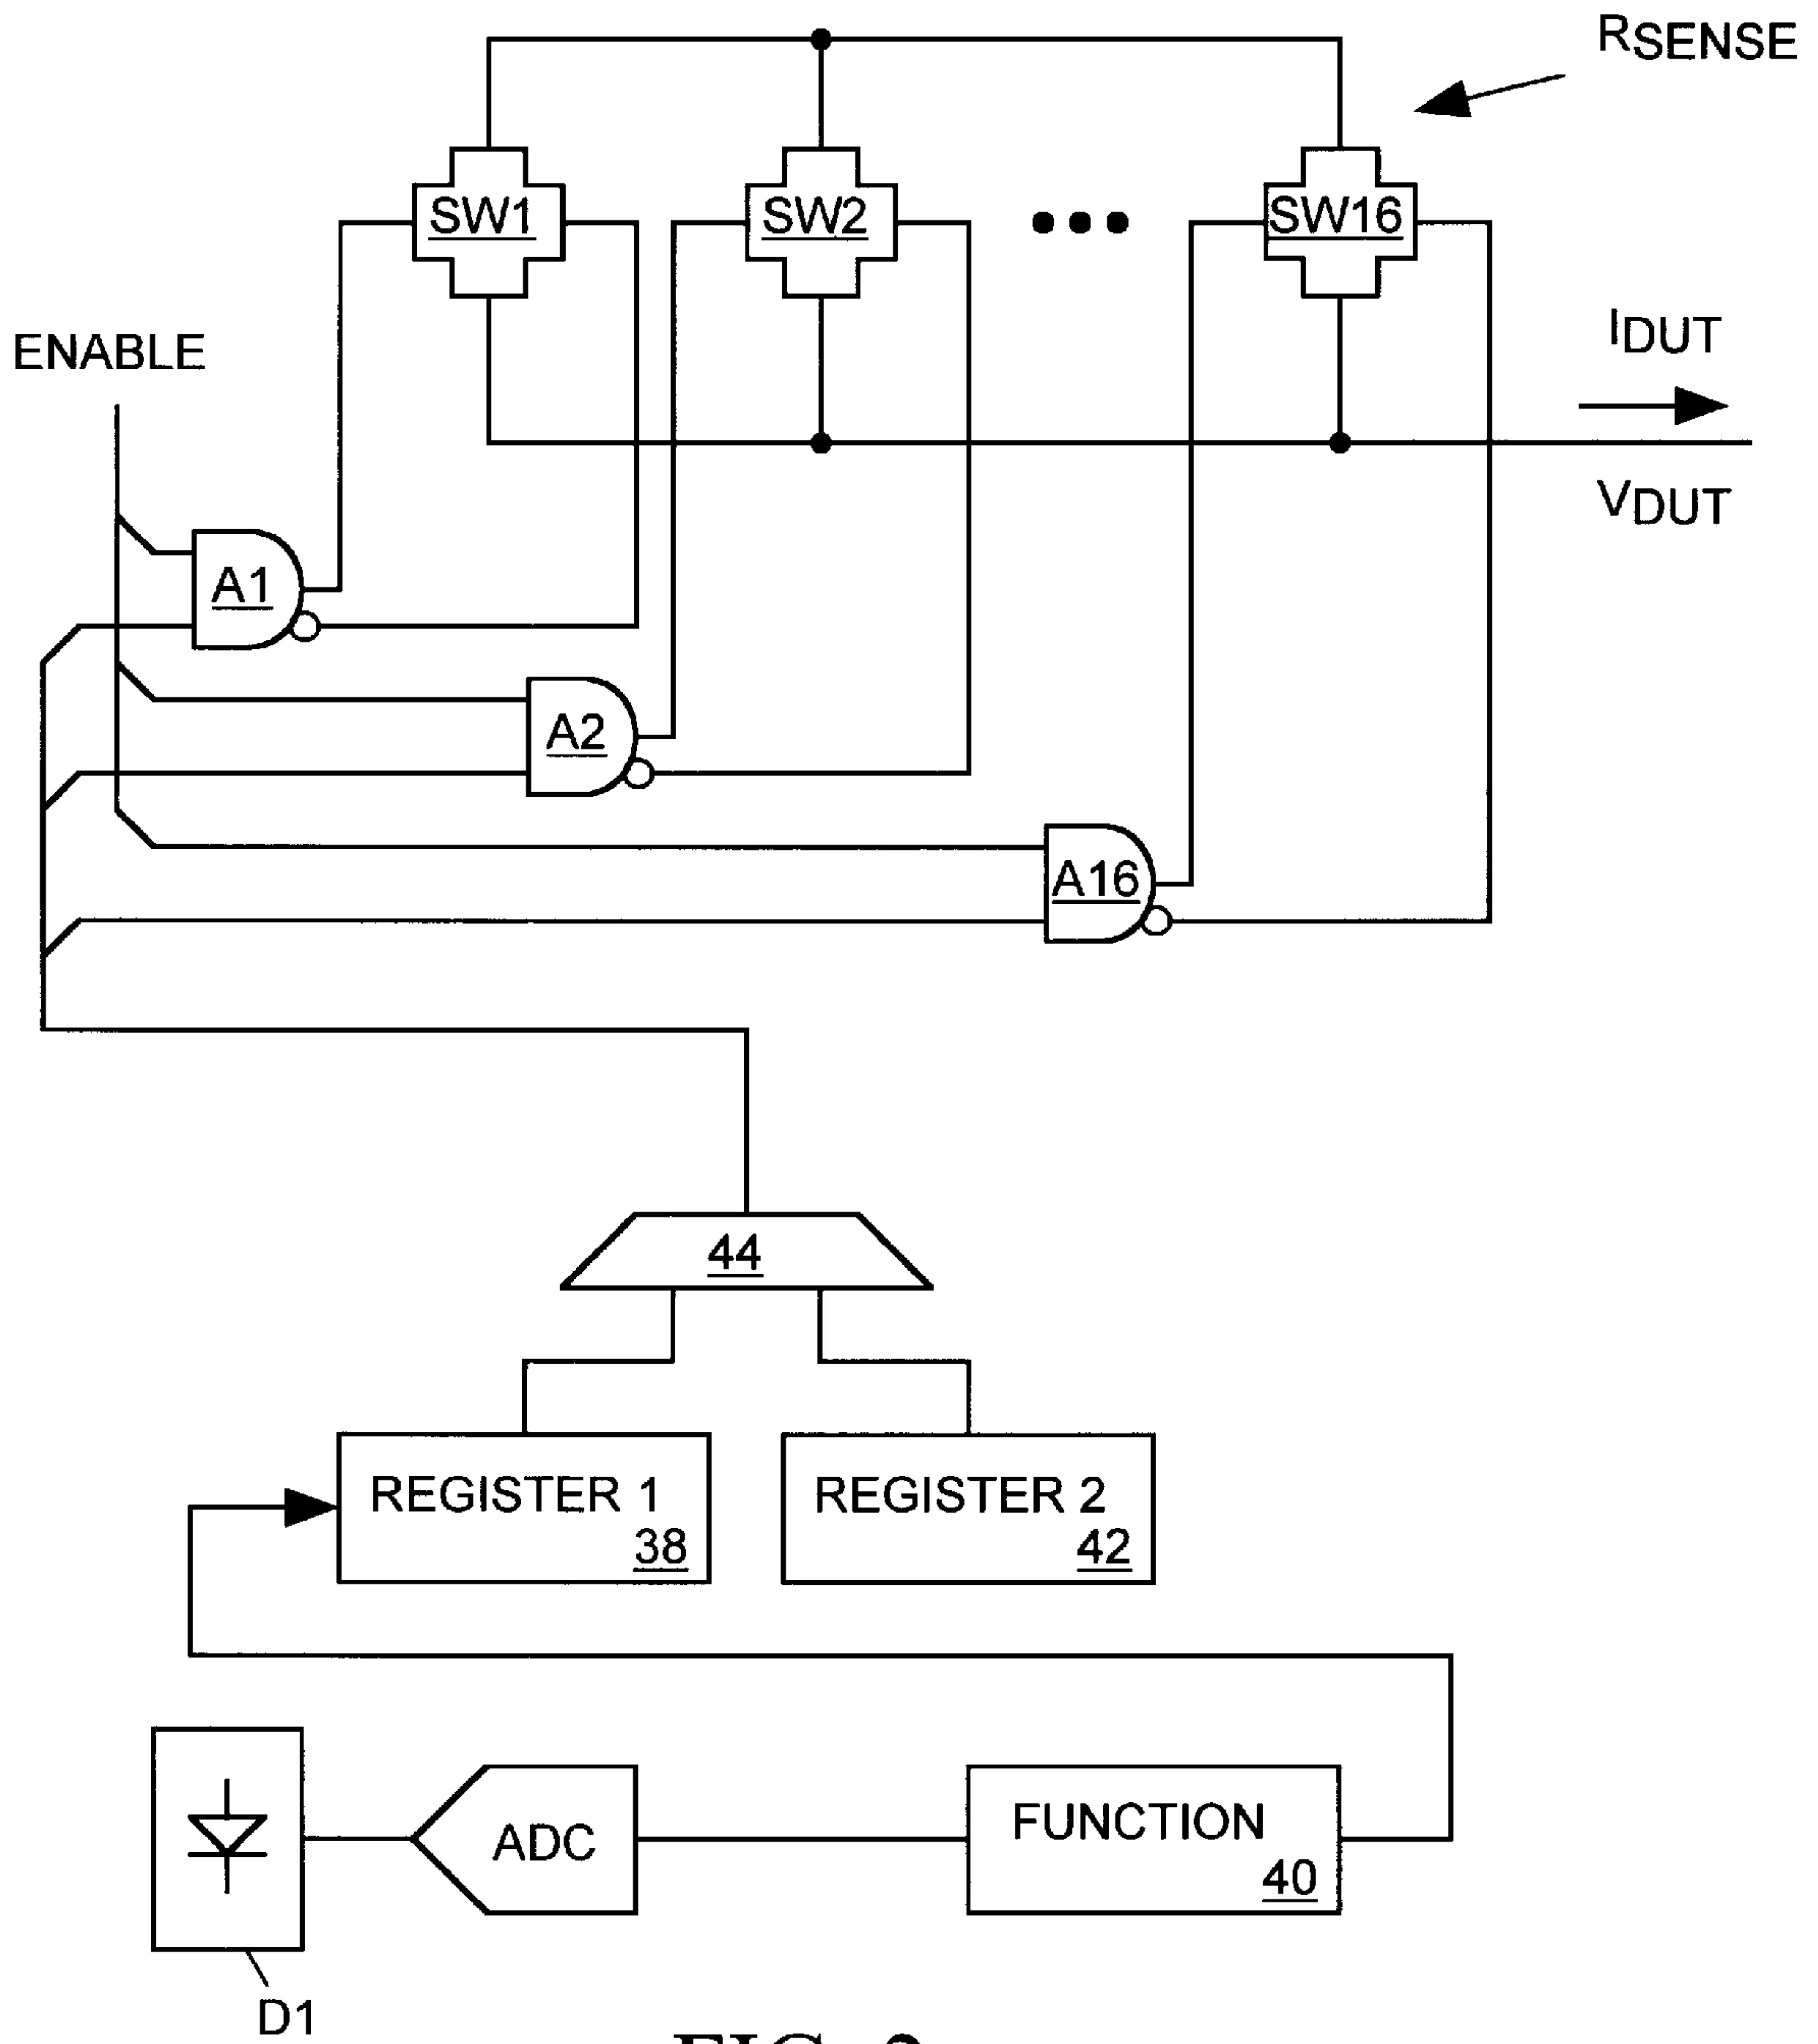 RSENSE
SW1
SW2
SW16
IDUT
ENABLE
VDUT
A1
A2
A16
44
REGISTER 1
38
REGISTER 2
42
FUNCTION
40
ADC
D1